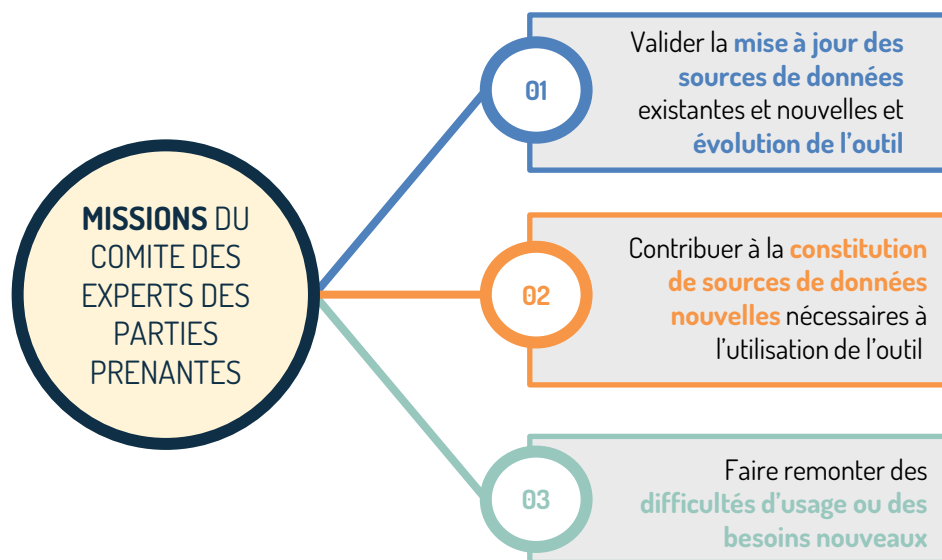 MISSIONS DU
COMITE DES
EXPERTS DES
PARTIES
PRENANTES
01
Valider la mise à jour des
sources de données
existantes et nouvelles et
évolution de l'outil
02
Contribuer à la constitution
de sources de données
nouvelles nécessaires à
l'utilisation de l'outil
03
Faire remonter des
difficultés d'usage ou des
besoins nouveaux